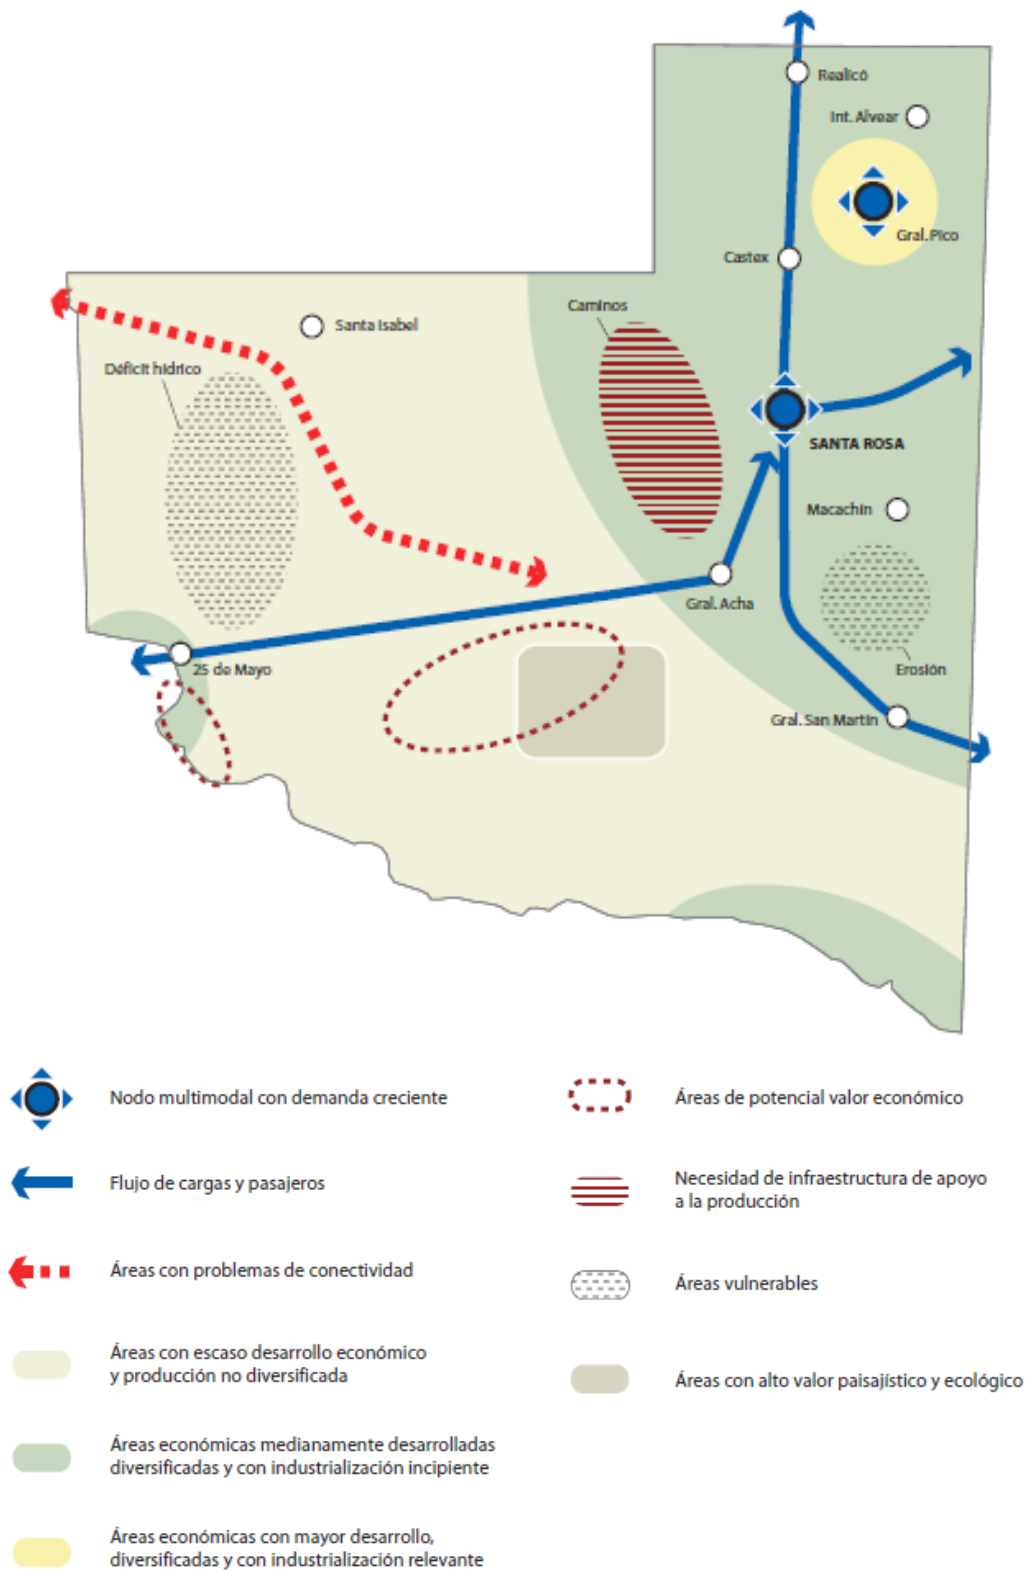 Realicó
Int. Alvear
Gral. Pico
Castex
Caminos
Santa Isabel
Déficit hídrico
SANTA ROSA
Macachín
Gral. Acha
Erosión
25 de Mayo
Gral. San Martín
Nodo multimodal con demanda creciente
Flujo de cargas y pasajeros
Áreas con problemas de conectividad
Áreas con escaso desarrollo económico
y producción no diversificada
Áreas económicas medianamente desarrolladas
diversificadas y con industrialización incipiente
Áreas económicas con mayor desarrollo,
diversificadas y con industrialización relevante
Áreas de potencial valor económico
Necesidad de infraestructura de apoyo
a la producción
Áreas vulnerables
Áreas con alto valor paisajístico y ecológico